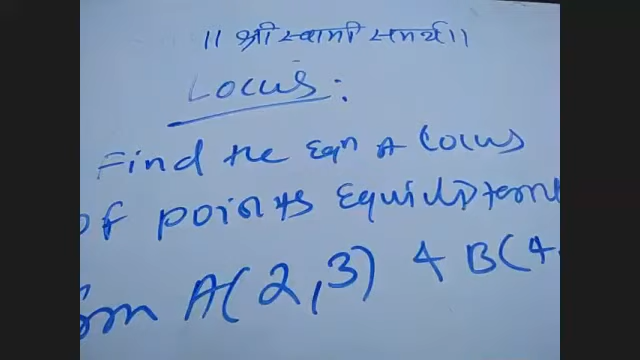 ॥ श्री स्वामी समर्थ ॥
Locus:
Find the Eqn of Locus
of points Equidistant
from A(2,3) & B(4,